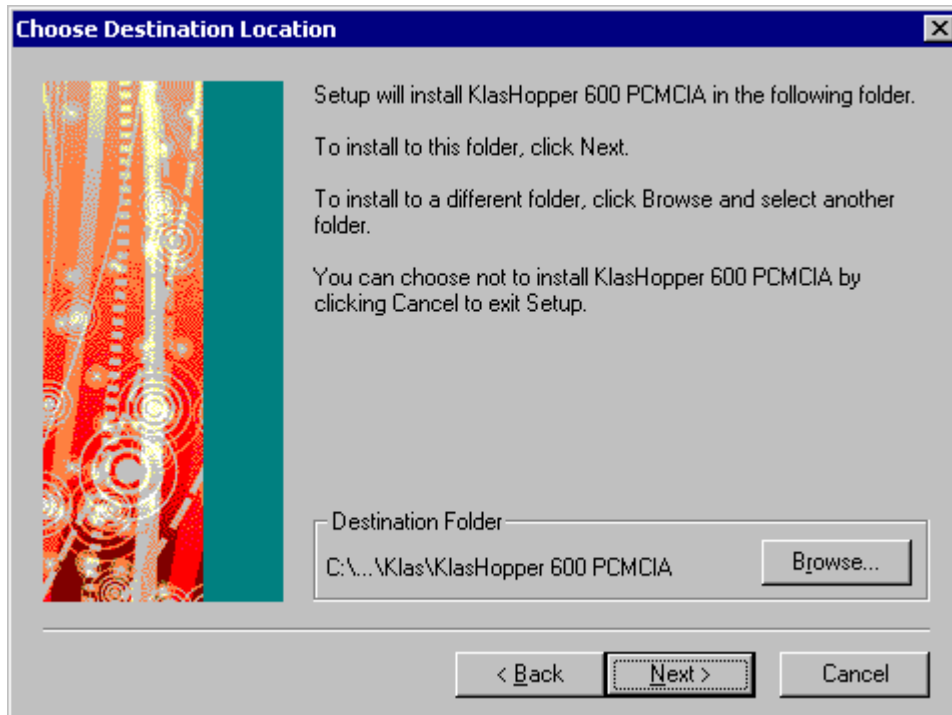 Choose Destination Location
Setup will install KlasHopper 600 PCMCIA in the following folder.
To install to this folder, click Next.
To install to a different folder, click Browse and select another
folder.
You can choose not to install KlasHopper 600 PCMCIA by
clicking Cancel to exit Setup.
Destination Folder
C:\...\Klas\KlasHopper 600 PCMCIA
Browse...
< Back
Next >
Cancel